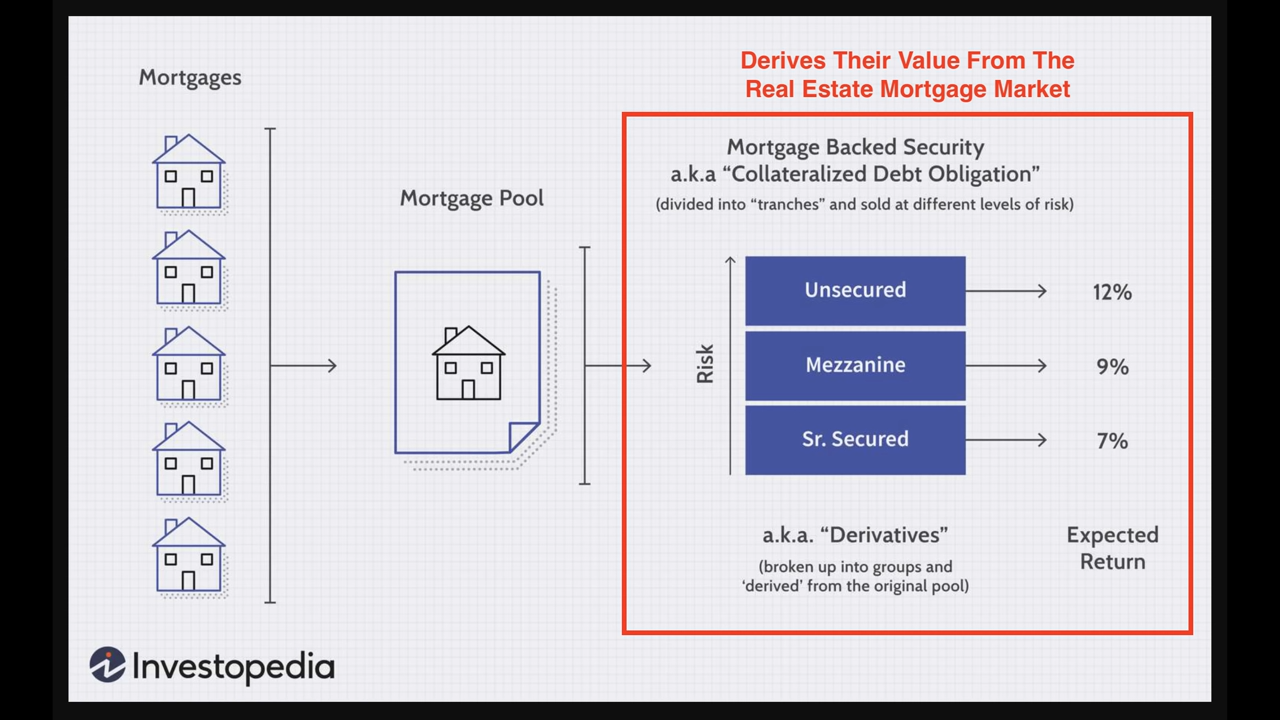 Derives Their Value From The
Real Estate Mortgage Market
Mortgages
Mortgage Pool
Mortgage Backed Security
a.k.a “Collateralized Debt Obligation”
(divided into “tranches” and sold at different levels of risk)
Risk
Unsecured
12%
Mezzanine
9%
Sr. Secured
7%
a.k.a. “Derivatives”
(broken up into groups and
‘derived’ from the original pool)
Expected
Return
Investopedia